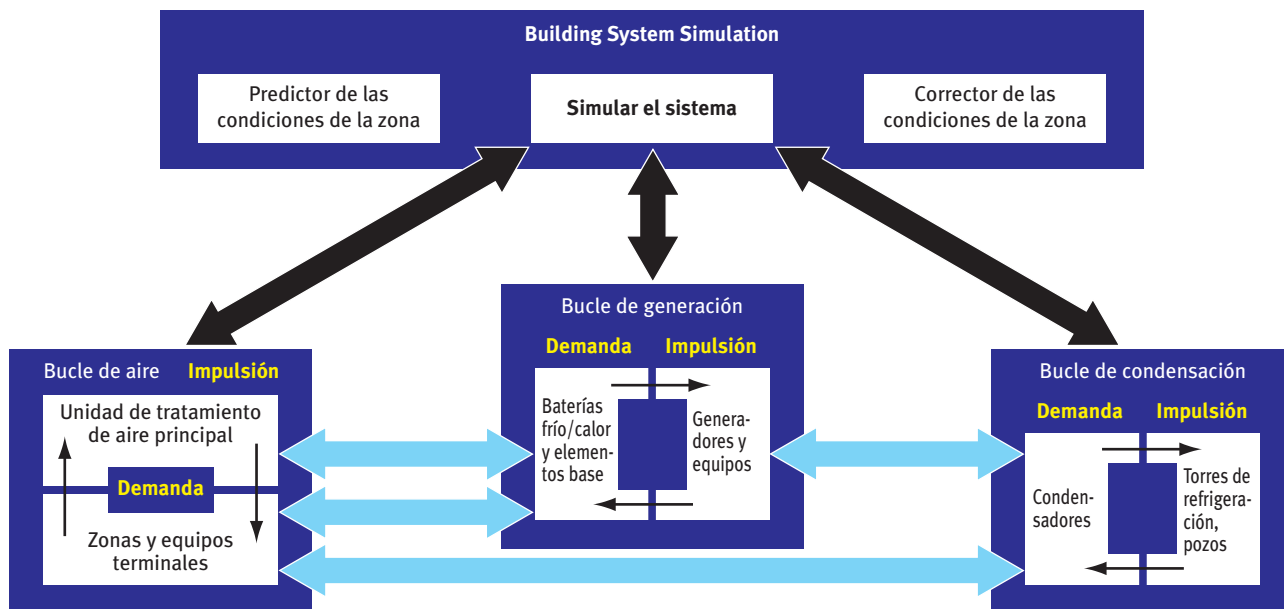 Building System Simulation
Predictor de las
condiciones de la zona
Simular el sistema
Corrector de las
condiciones de la zona
Bucle de generación
Demanda Impulsión
Baterías
frío/calor
y elemen-
tos base
Genera-
dores y
equipos
Bucle de aire Impulsión
Unidad de tratamiento
de aire principal
Demanda
Zonas y equipos
terminales
Bucle de condensación
Demanda Impulsión
Conden-
sadores
Torres de
refrigera-
ción,
pozos